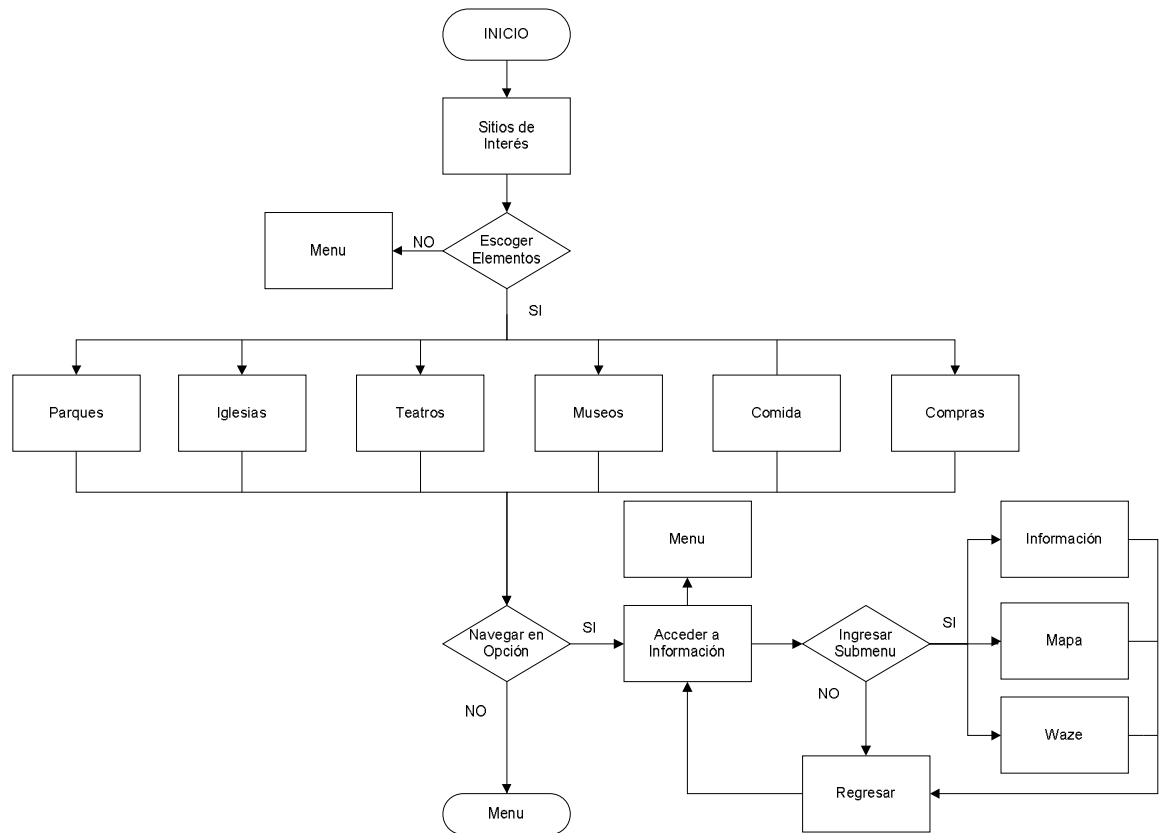 INICIO
Sitios de
Interés
Menu
NO
Escoger
Elementos
SI
Parques
Iglesias
Teatros
Museos
Comida
Compras
Menu
Información
Navegar en
Opción
SI
Acceder a
Información
Ingresar
Submenu
SI
Mapa
NO
NO
Waze
Regresar
Menu